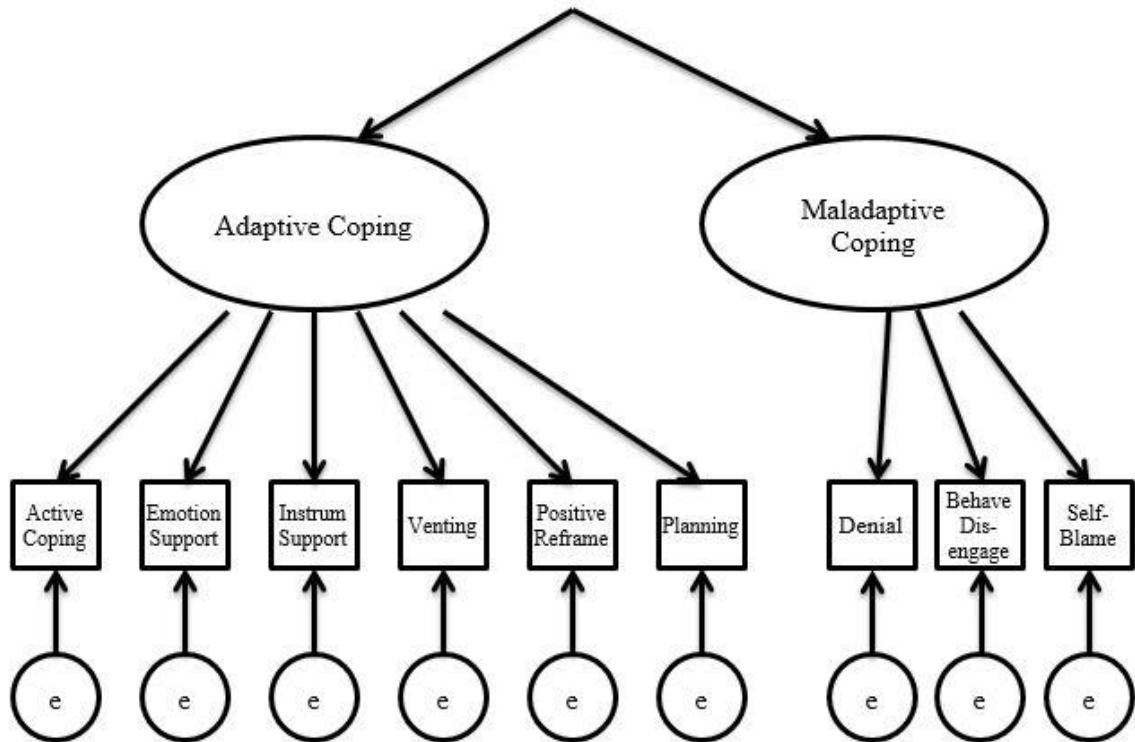 Adaptive Coping
Maladaptive
Coping
Active
Coping
Emotion
Support
Instrum
Support
Venting
Positive
Reframe
Planning
Denial
Behave
Dis-
engage
Self-
Blame
e
e
e
e
e
e
e
e
e